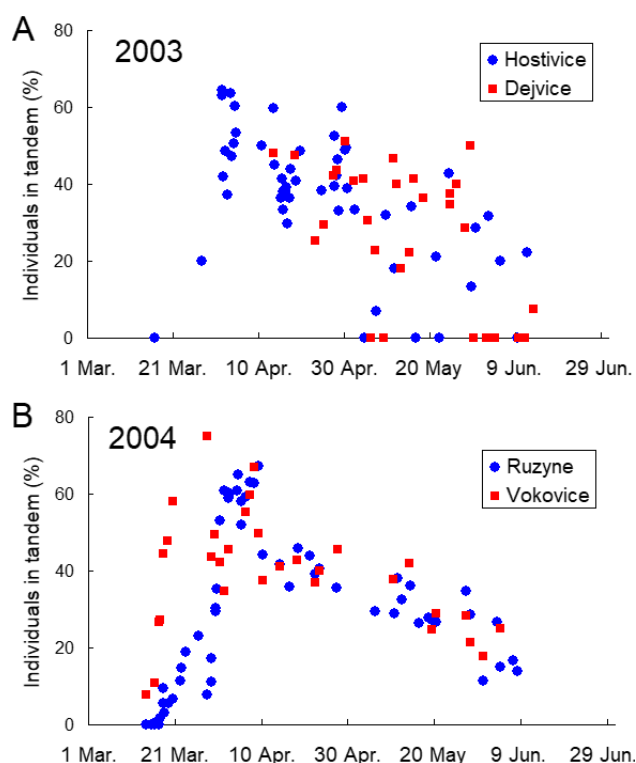 A
2003
Hostivice
Dejvice
Individuals in tandem (%)
80
60
40
20
0
1 Mar. 21 Mar. 10 Apr. 30 Apr. 20 May 9 Jun. 29 Jun.
B
2004
Ruzyne
Vokovice
Individuals in tandem (%)
80
60
40
20
0
1 Mar. 21 Mar. 10 Apr. 30 Apr. 20 May 9 Jun. 29 Jun.